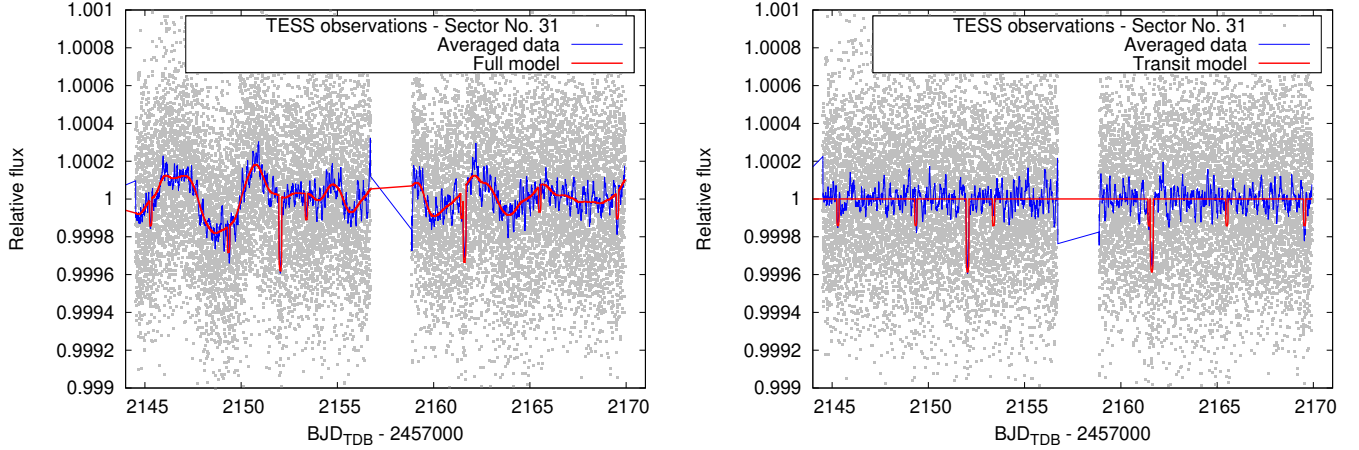 TESS observations - Sector No. 31
Averaged data
Full model
1.001
1.0008
1.0006
1.0004
1.0002
1
0.9998
0.9996
0.9994
0.9992
0.999
Relative flux
2145 2150 2155 2160 2165 2170
BJD_TDB - 2457000
TESS observations - Sector No. 31
Averaged data
Transit model
1.001
1.0008
1.0006
1.0004
1.0002
1
0.9998
0.9996
0.9994
0.9992
0.999
Relative flux
2145 2150 2155 2160 2165 2170
BJD_TDB - 2457000